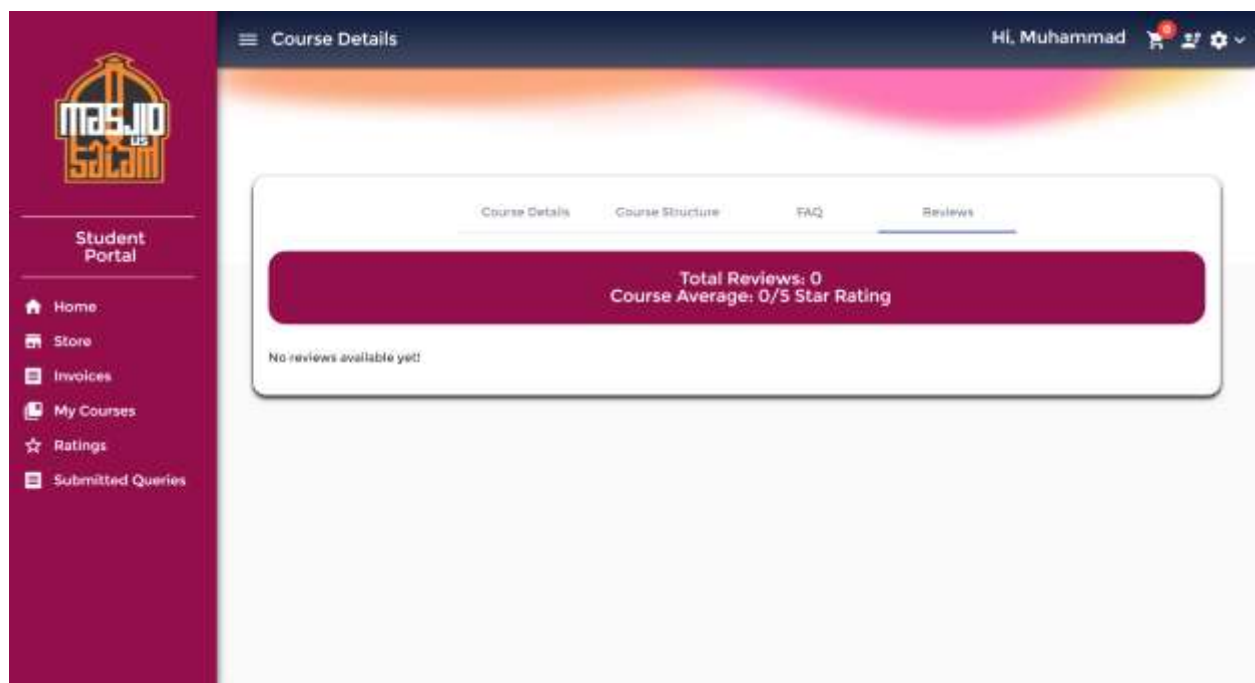 Course Details
Hi, Muhammad
0
MASJID
us
salam
Student
Portal
Home
Store
Invoices
My Courses
Ratings
Submitted Queries
Course Details
Course Structure
FAQ
Reviews
Total Reviews: 0
Course Average: 0/5 Star Rating
No reviews available yet!